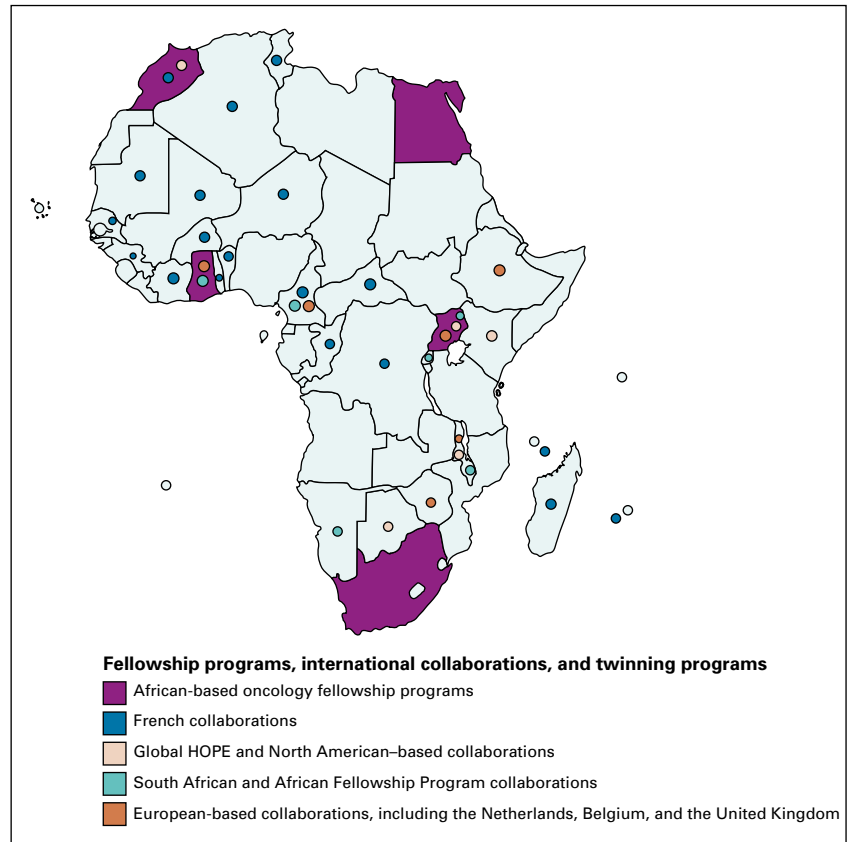 Fellowship programs, international collaborations, and twinning programs
African-based oncology fellowship programs
French collaborations
Global HOPE and North American–based collaborations
South African and African Fellowship Program collaborations
European-based collaborations, including the Netherlands, Belgium, and the United Kingdom